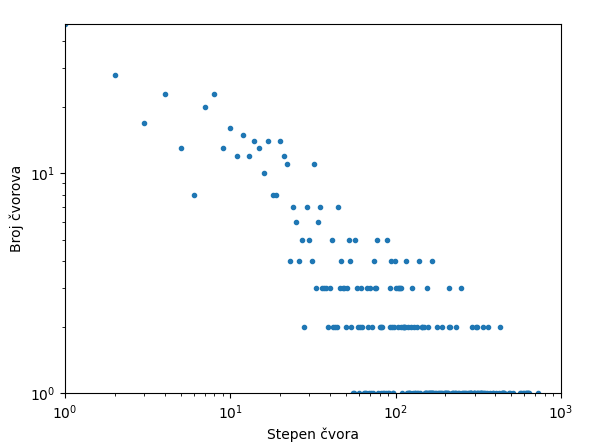 10¹
10⁰
Broj čvorova
10⁰ 10¹ 10² 10³
Stepen čvora